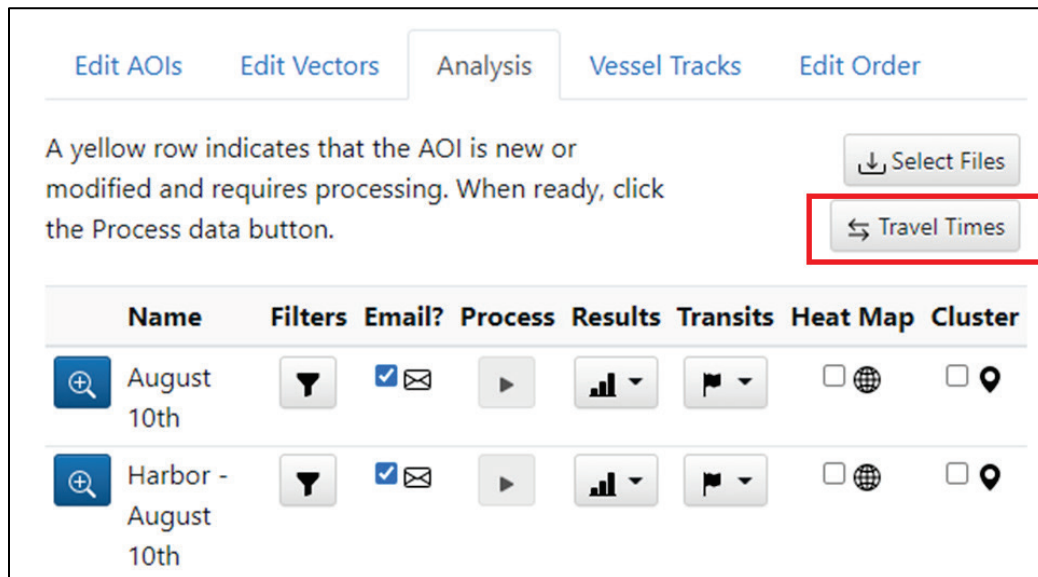 Edit AOIs Edit Vectors Analysis Vessel Tracks Edit Order
A yellow row indicates that the AOI is new or
modified and requires processing. When ready, click
the Process data button.
Select Files
Travel Times
Name Filters Email? Process Results Transits Heat Map Cluster
August
10th
Harbor -
August
10th